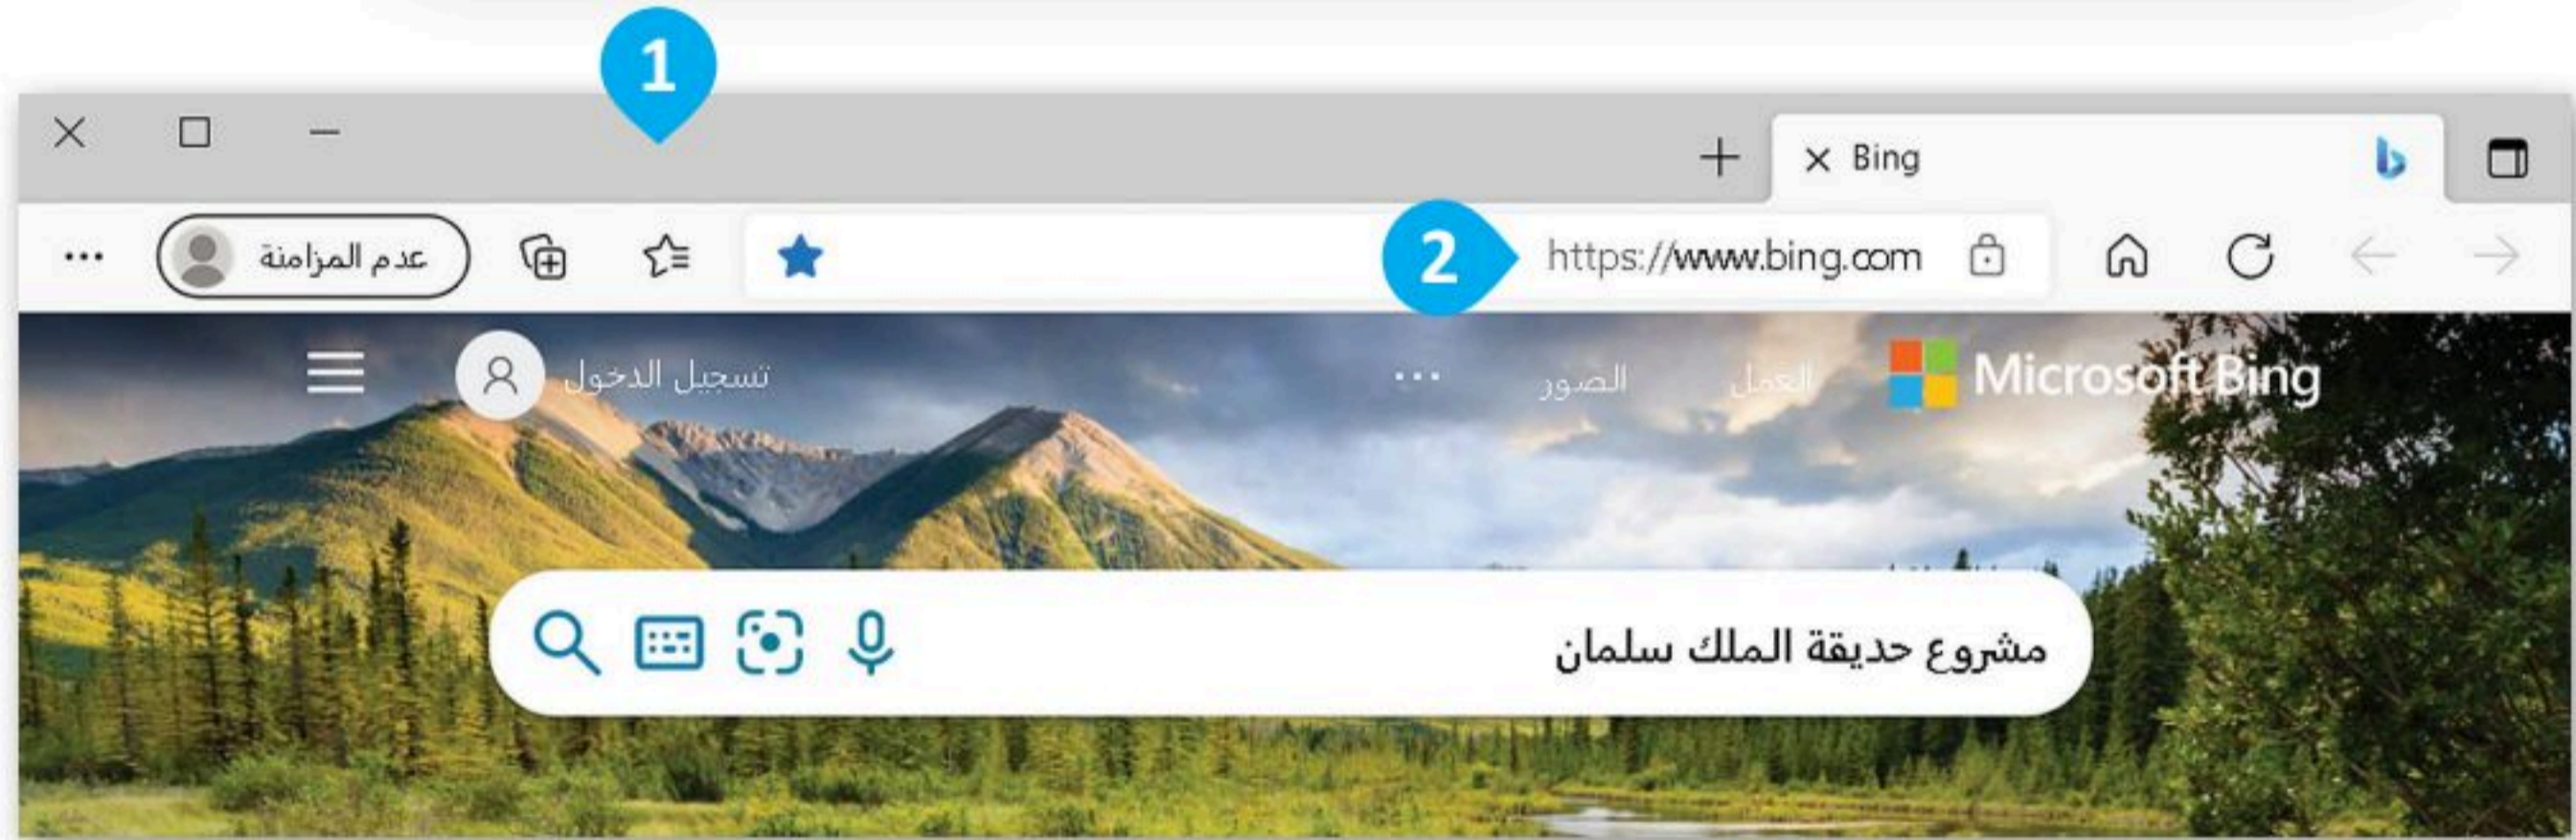 1
Bing
2
https://www.bing.com
عدم المزامنة
Microsoft Bing
العمل
الصور
تسجيل الدخول
مشروع حديقة الملك سلمان